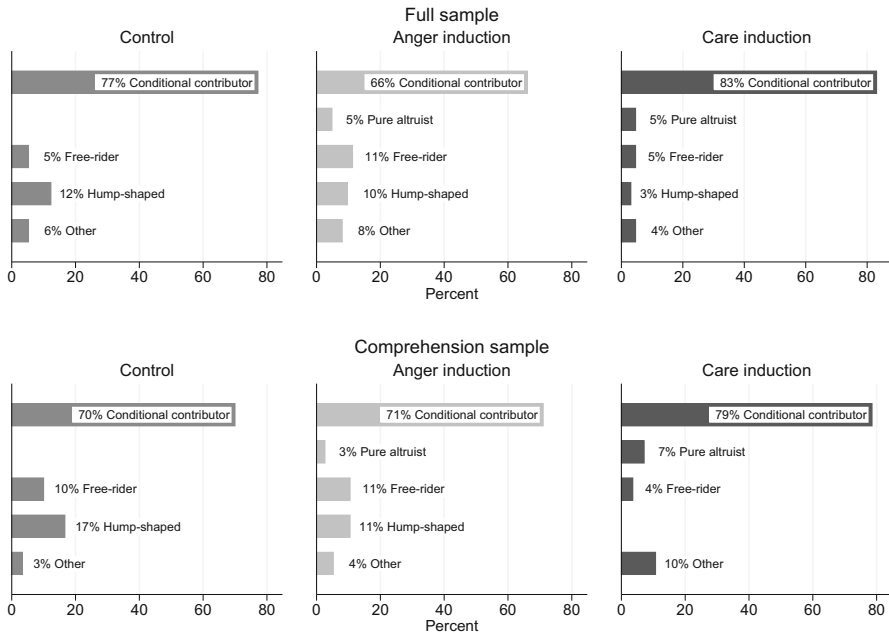 Full sample
Control
Anger induction
Care induction
77% Conditional contributor
66% Conditional contributor
83% Conditional contributor
5% Pure altruist
5% Pure altruist
5% Free-rider
11% Free-rider
5% Free-rider
12% Hump-shaped
10% Hump-shaped
3% Hump-shaped
6% Other
8% Other
4% Other
0 20 40 60 80
0 20 40 60 80
0 20 40 60 80
Percent
Comprehension sample
Control
Anger induction
Care induction
70% Conditional contributor
71% Conditional contributor
79% Conditional contributor
3% Pure altruist
7% Pure altruist
10% Free-rider
11% Free-rider
4% Free-rider
17% Hump-shaped
11% Hump-shaped
3% Other
4% Other
10% Other
0 20 40 60 80
0 20 40 60 80
0 20 40 60 80
Percent